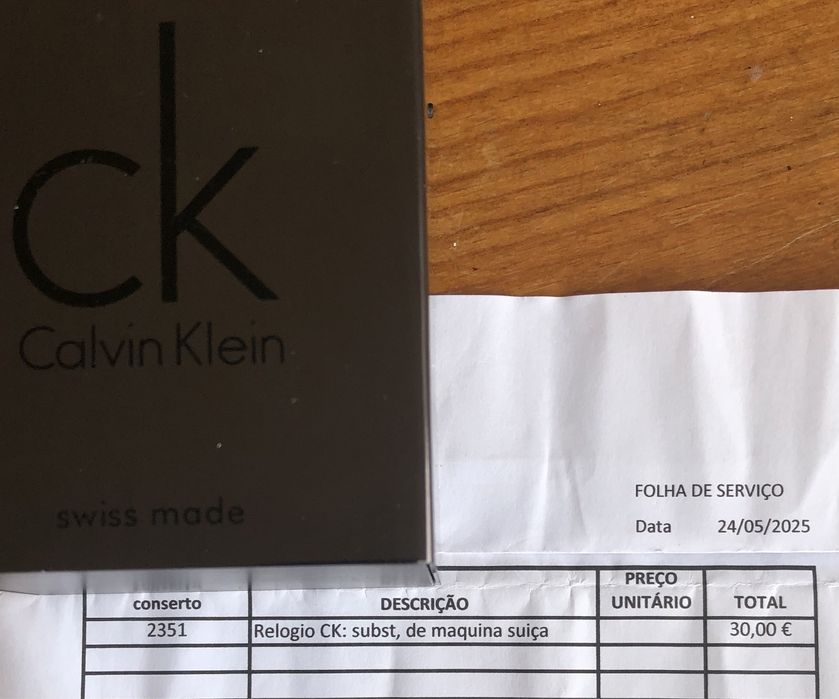 ck
Calvin Klein
swiss made
FOLHA DE SERVIÇO
Data 24/05/2025
conserto DESCRIÇÃO PREÇO UNITÁRIO TOTAL
2351 Relogio CK: subst, de maquina suiça 30,00 €